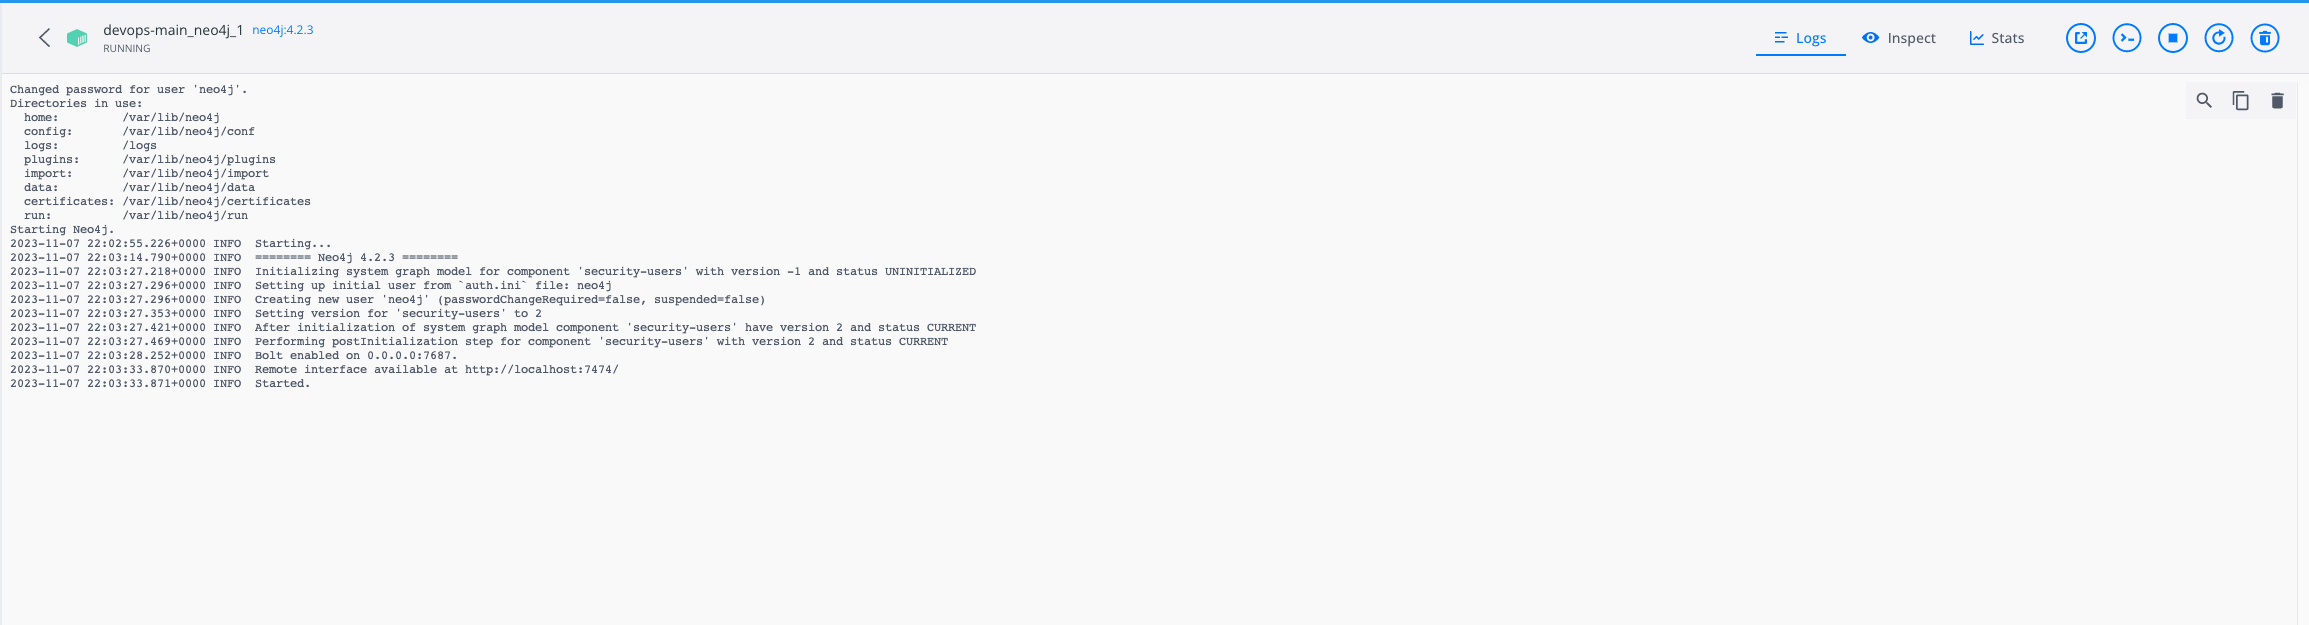 devops-main_neo4j_1 neo4j:4.2.3
RUNNING
Logs Inspect Stats
Changed password for user 'neo4j'.
Directories in use:
  home:         /var/lib/neo4j
  config:       /var/lib/neo4j/conf
  logs:         /logs
  plugins:      /var/lib/neo4j/plugins
  import:       /var/lib/neo4j/import
  data:         /var/lib/neo4j/data
  certificates: /var/lib/neo4j/certificates
  run:          /var/lib/neo4j/run
Starting Neo4j.
2023-11-07 22:02:55.226+0000 INFO  Starting...
2023-11-07 22:03:14.790+0000 INFO  ======== Neo4j 4.2.3 ========
2023-11-07 22:03:27.218+0000 INFO  Initializing system graph model for component 'security-users' with version -1 and status UNINITIALIZED
2023-11-07 22:03:27.296+0000 INFO  Setting up initial user from `auth.ini` file: neo4j
2023-11-07 22:03:27.296+0000 INFO  Creating new user 'neo4j' (passwordChangeRequired=false, suspended=false)
2023-11-07 22:03:27.353+0000 INFO  Setting version for 'security-users' to 2
2023-11-07 22:03:27.421+0000 INFO  After initialization of system graph model component 'security-users' have version 2 and status CURRENT
2023-11-07 22:03:27.469+0000 INFO  Performing postInitialization step for component 'security-users' with version 2 and status CURRENT
2023-11-07 22:03:28.252+0000 INFO  Bolt enabled on 0.0.0.0:7687.
2023-11-07 22:03:33.870+0000 INFO  Remote interface available at http://localhost:7474/
2023-11-07 22:03:33.871+0000 INFO  Started.